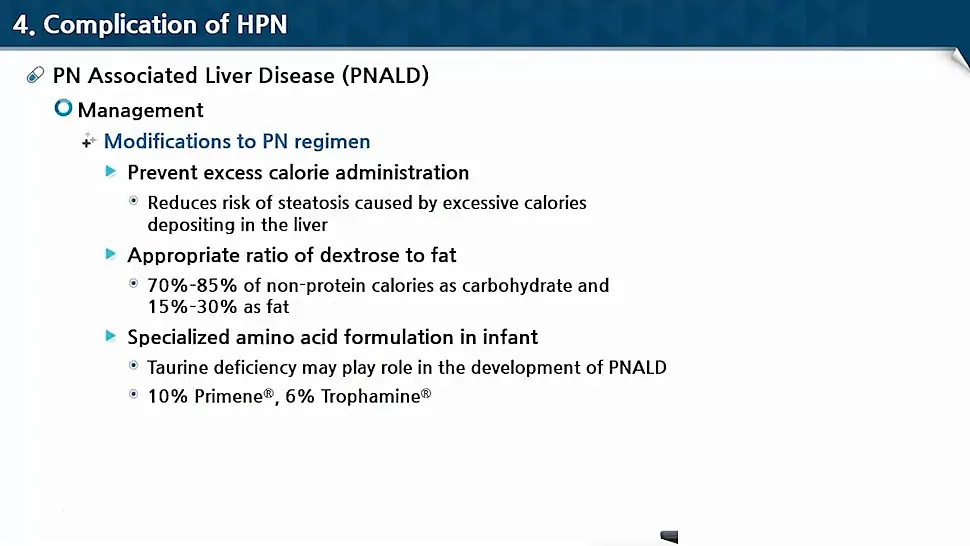 4. Complication of HPN
PN Associated Liver Disease (PNALD)
Management
Modifications to PN regimen
Prevent excess calorie administration
Reduces risk of steatosis caused by excessive calories
depositing in the liver
Appropriate ratio of dextrose to fat
70%-85% of non-protein calories as carbohydrate and
15%-30% as fat
Specialized amino acid formulation in infant
Taurine deficiency may play role in the development of PNALD
10% Primene®, 6% Trophamine®